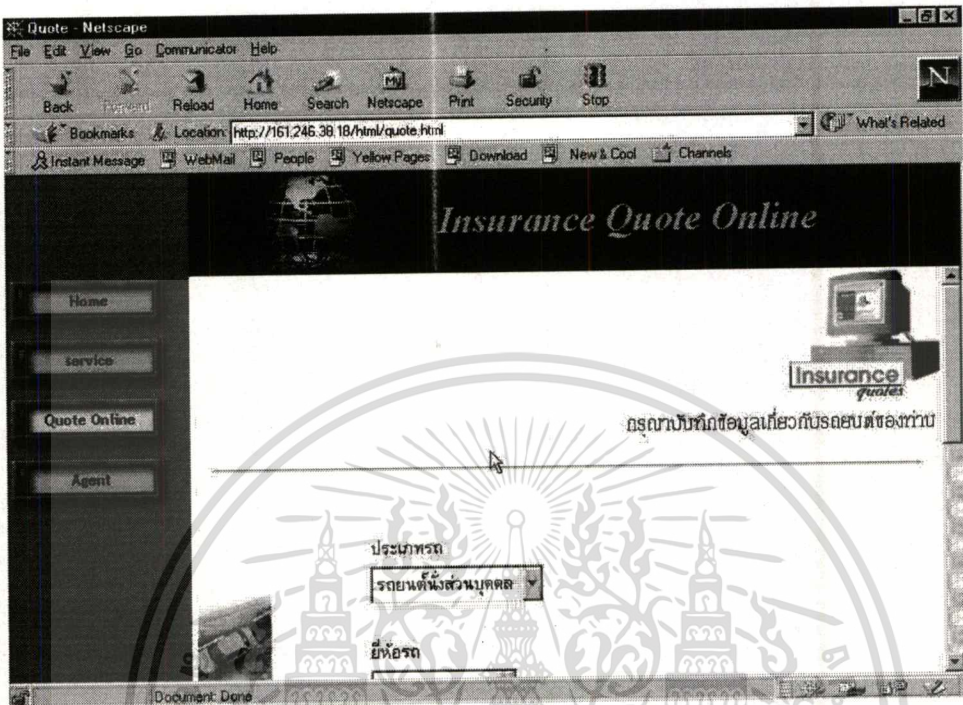 Quote - Netscape
File Edit View Go Communicator Help
Back Forward Reload Home Search Netscape Print Security Stop
Bookmarks Location: http://161.246.38.18/html/quote.html What's Related
Instant Message WebMail People Yellow Pages Download New & Cool Channels
Insurance Quote Online
Home
service
Quote Online
Agent
Insurance
quotes
กรุณาบันทึกข้อมูลเกี่ยวกับรถยนต์ของท่าน
ประเภทรถ
รถยนต์นั่งส่วนบุคคล
ยี่ห้อรถ
Document: Done